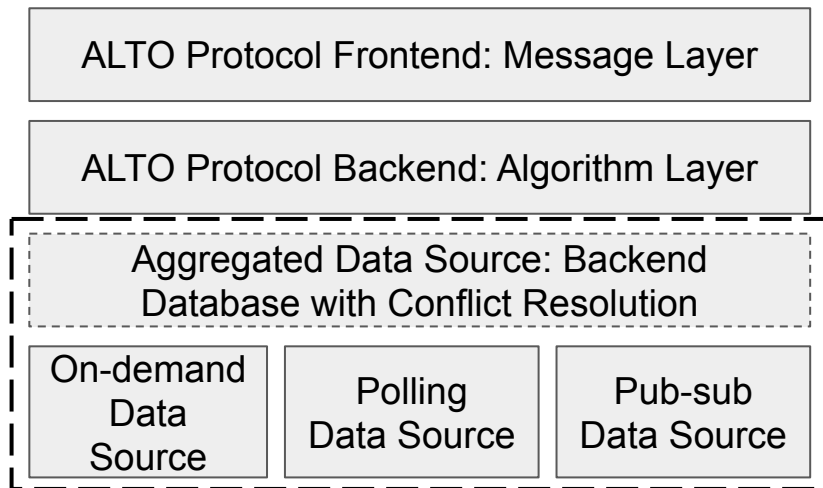 ALTO Protocol Frontend: Message Layer
ALTO Protocol Backend: Algorithm Layer
Aggregated Data Source: Backend
Database with Conflict Resolution
On-demand
Data
Source
Polling
Data Source
Pub-sub
Data Source